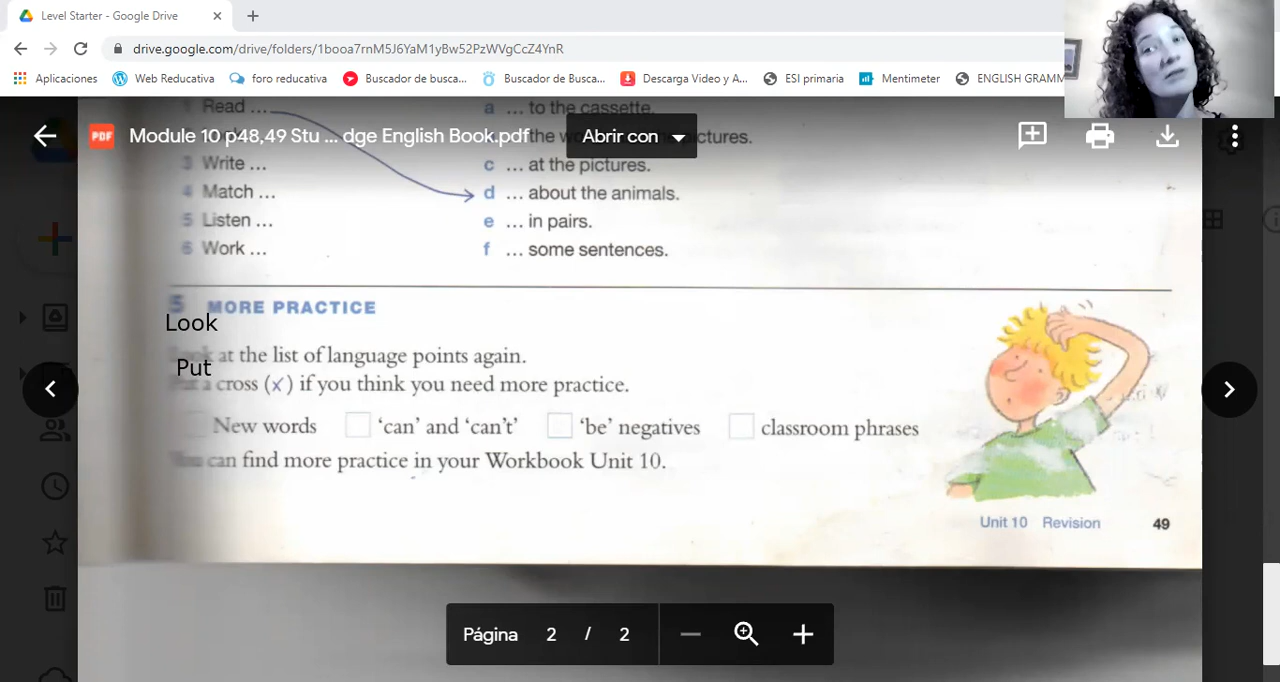 Level Starter - Google Drive
drive.google.com/drive/folders/1booa7rnM5J6YaM1yBw52PzWVgCcZ4YnR
Aplicaciones Web Reducativa foro reducativa Buscador de busca... Buscador de Busca... Descarga Video y A... ESI primaria Mentimeter ENGLISH GRAMM
1 Read ... a ... to the cassette.
PDF Module 10 p48,49 Stu ... dge English Book.pdf Abrir con pictures.
3 Write ... c ... at the pictures.
4 Match ... d ... about the animals.
5 Listen ... e ... in pairs.
6 Work ... f ... some sentences.
5 MORE PRACTICE
Look
at the list of language points again.
Put
a cross (x) if you think you need more practice.
New words 'can' and 'can't' 'be' negatives classroom phrases
You can find more practice in your Workbook Unit 10.
Unit 10 Revision 49
Página 2 / 2